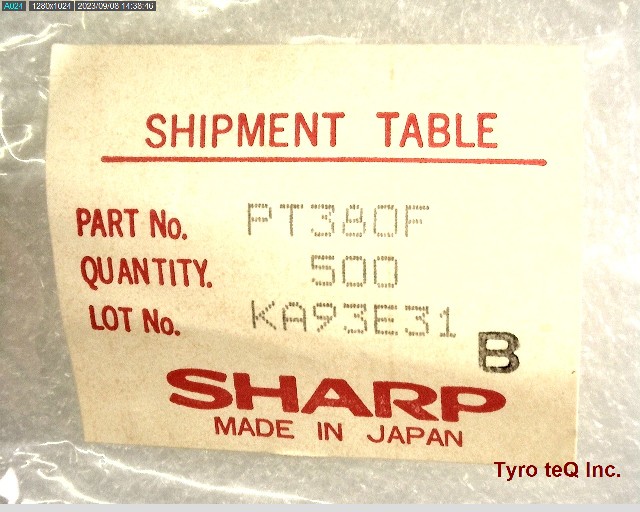 A024 1280x1024 2023/09/08 14:38:46
SHIPMENT TABLE
PART No. PT380F
QUANTITY. 500
LOT No. KA93E31
B
SHARP
MADE IN JAPAN
Tyro teQ Inc.